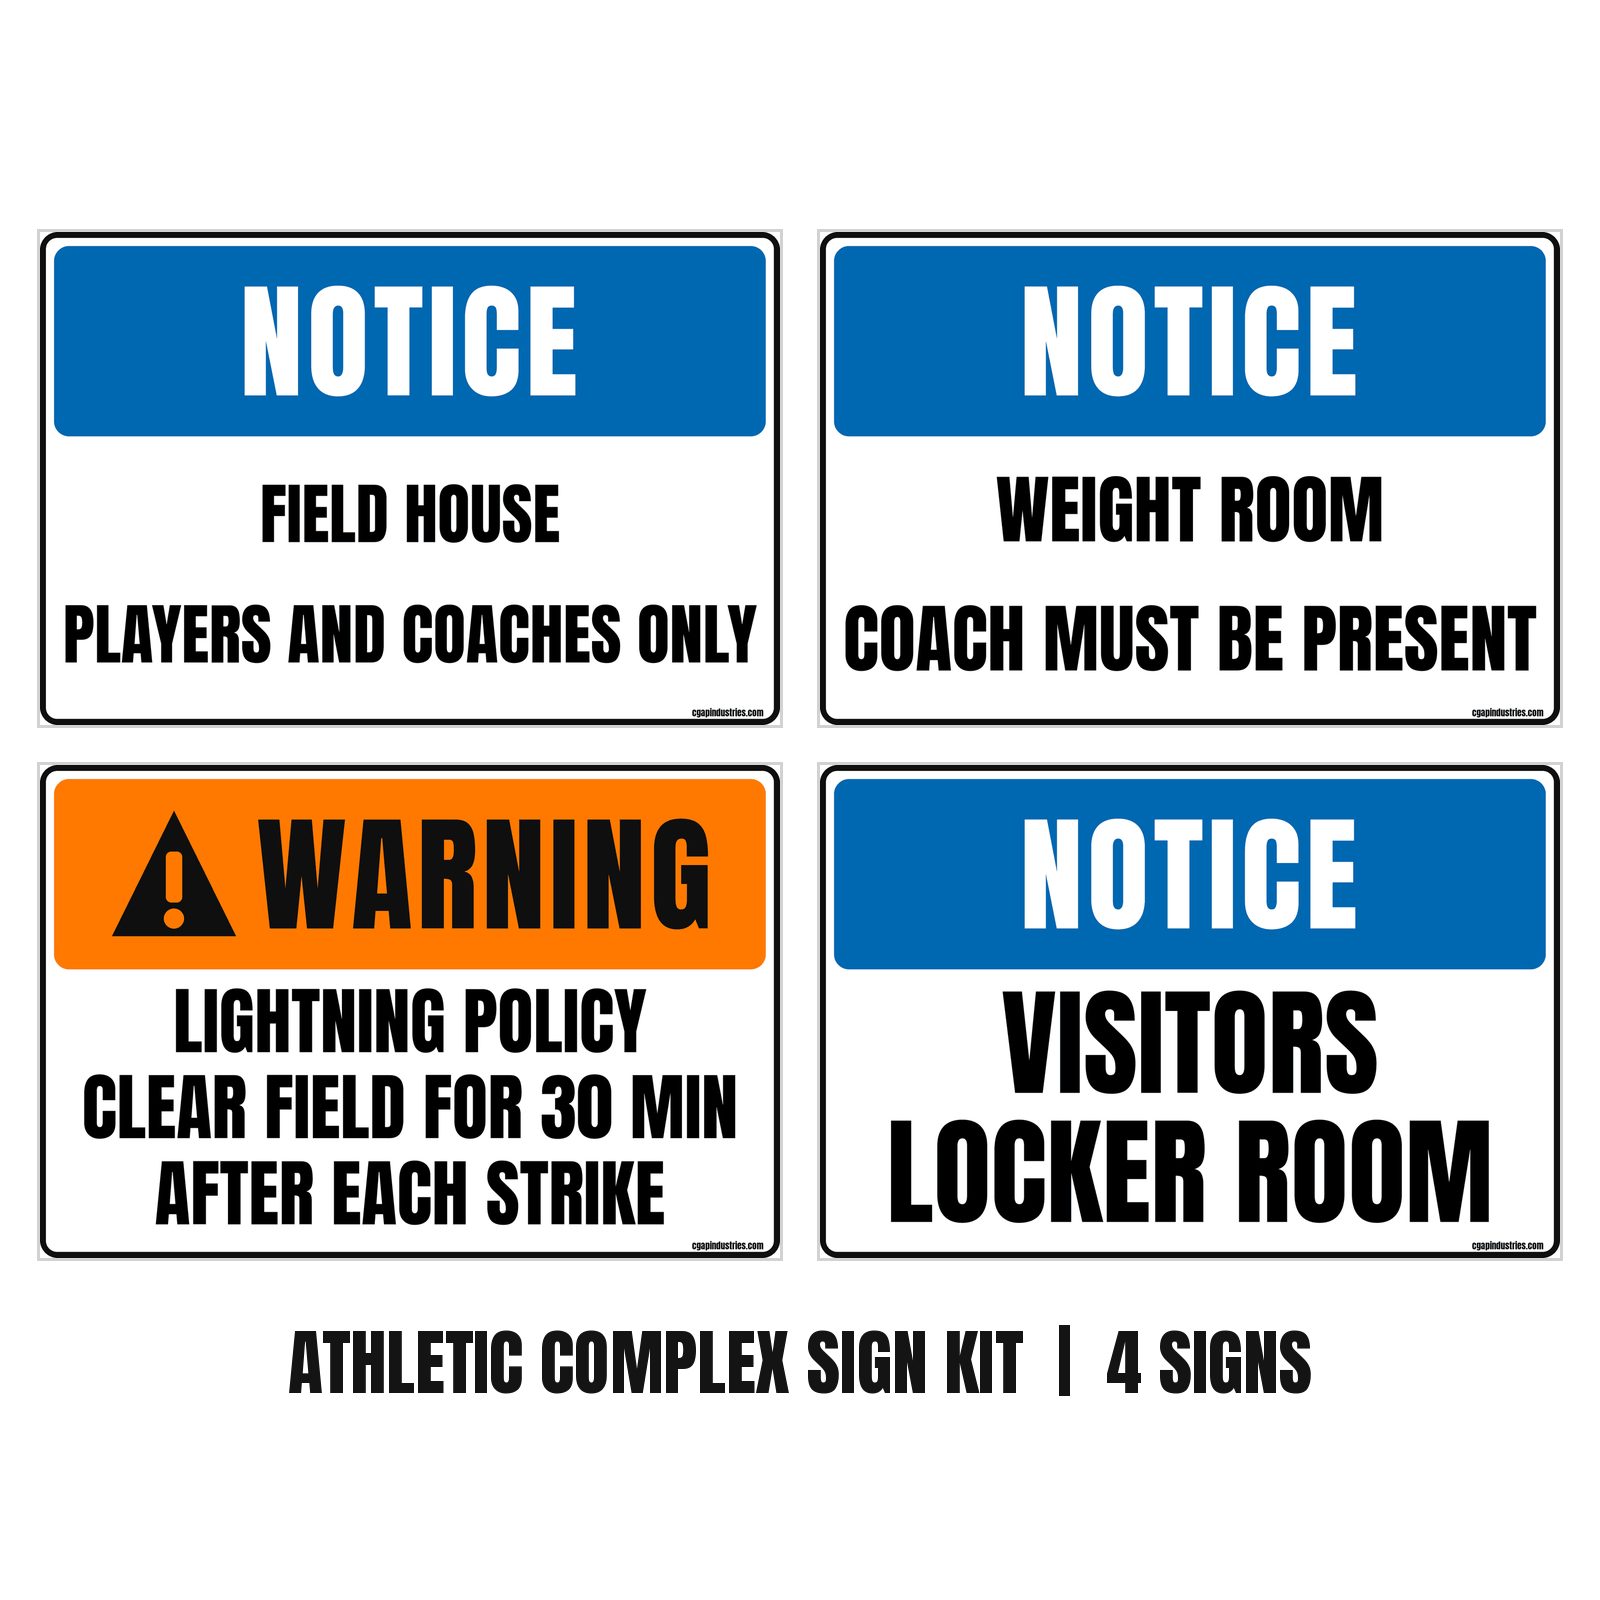 NOTICE
FIELD HOUSE
PLAYERS AND COACHES ONLY
cgapindustries.com
NOTICE
WEIGHT ROOM
COACH MUST BE PRESENT
cgapindustries.com
WARNING
LIGHTNING POLICY
CLEAR FIELD FOR 30 MIN
AFTER EACH STRIKE
cgapindustries.com
NOTICE
VISITORS
LOCKER ROOM
cgapindustries.com
ATHLETIC COMPLEX SIGN KIT | 4 SIGNS